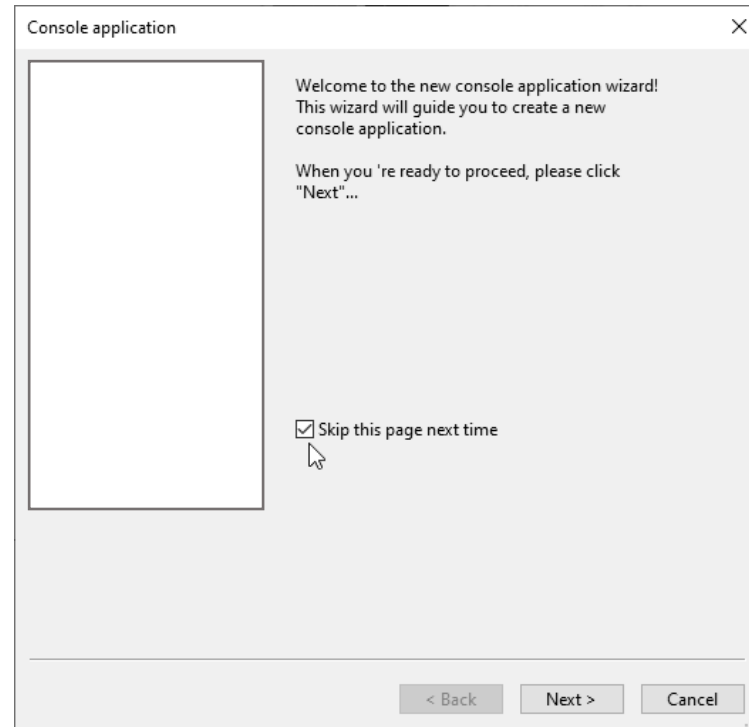 Console application
Welcome to the new console application wizard!
This wizard will guide you to create a new
console application.
When you 're ready to proceed, please click
"Next"...
Skip this page next time
< Back
Next >
Cancel